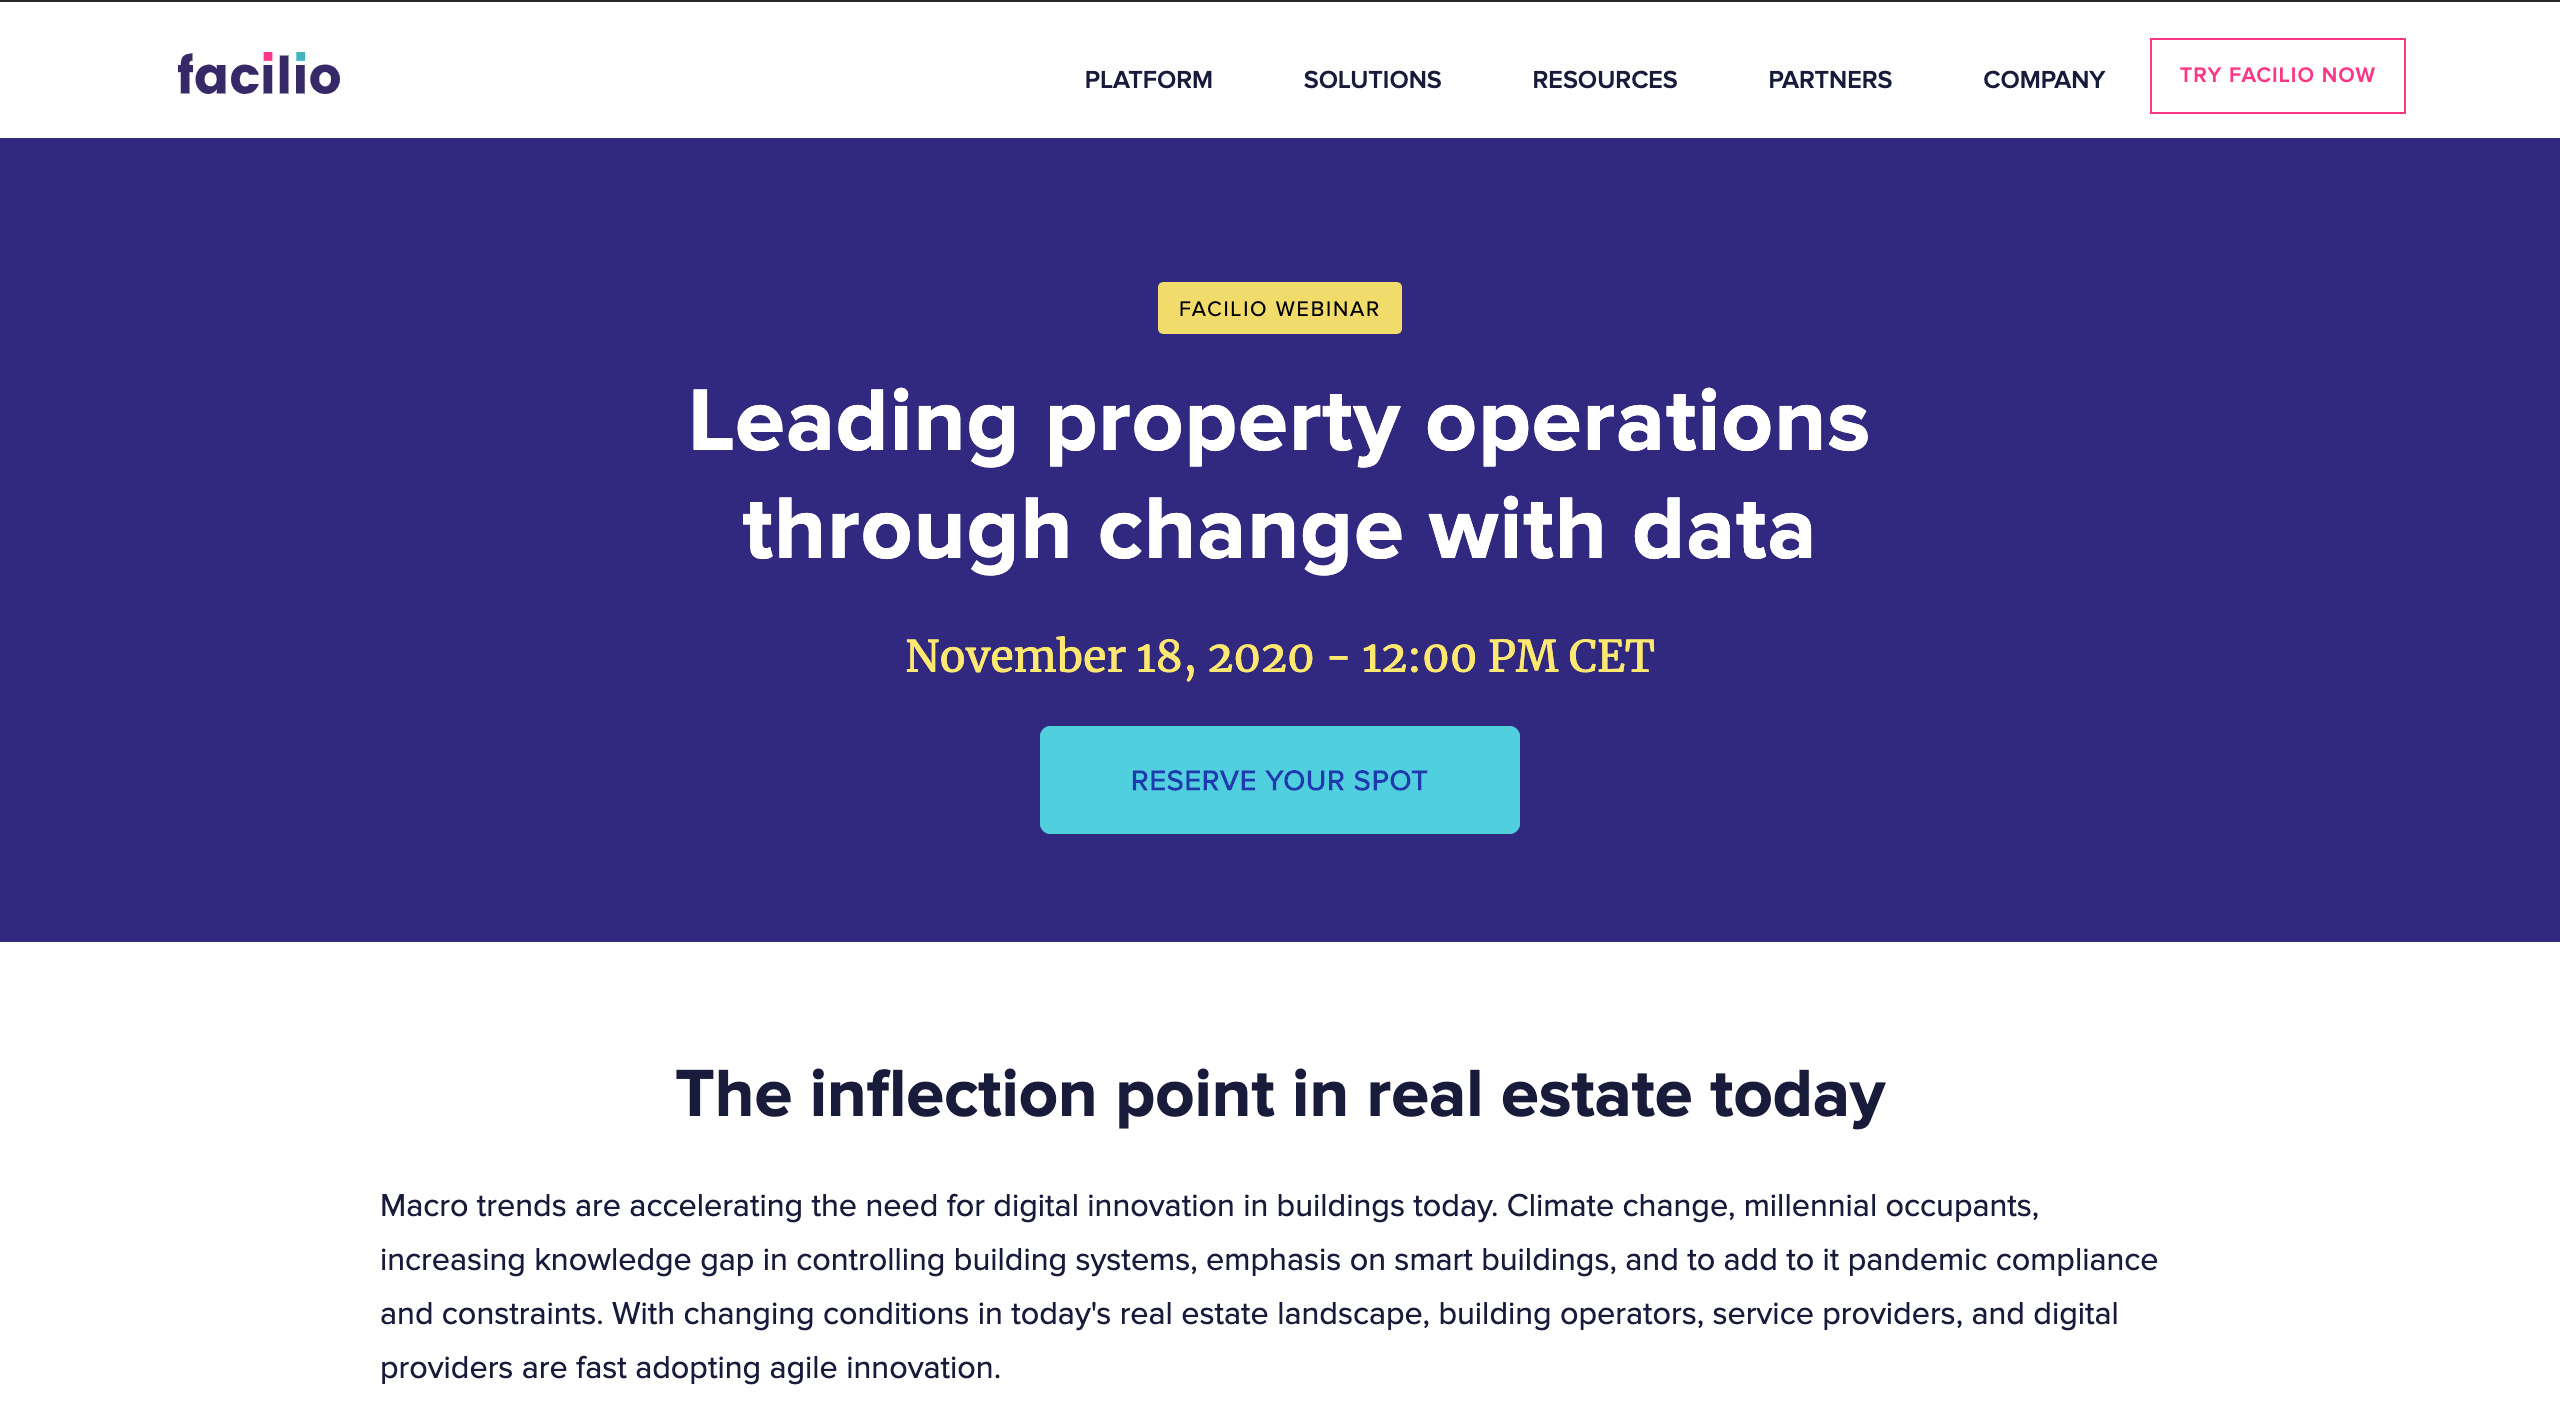 facilio
PLATFORM
SOLUTIONS
RESOURCES
PARTNERS
COMPANY
TRY FACILIO NOW
FACILIO WEBINAR
Leading property operations
through change with data
November 18, 2020 - 12:00 PM CET
RESERVE YOUR SPOT
The inflection point in real estate today
Macro trends are accelerating the need for digital innovation in buildings today. Climate change, millennial occupants,
increasing knowledge gap in controlling building systems, emphasis on smart buildings, and to add to it pandemic compliance
and constraints. With changing conditions in today's real estate landscape, building operators, service providers, and digital
providers are fast adopting agile innovation.